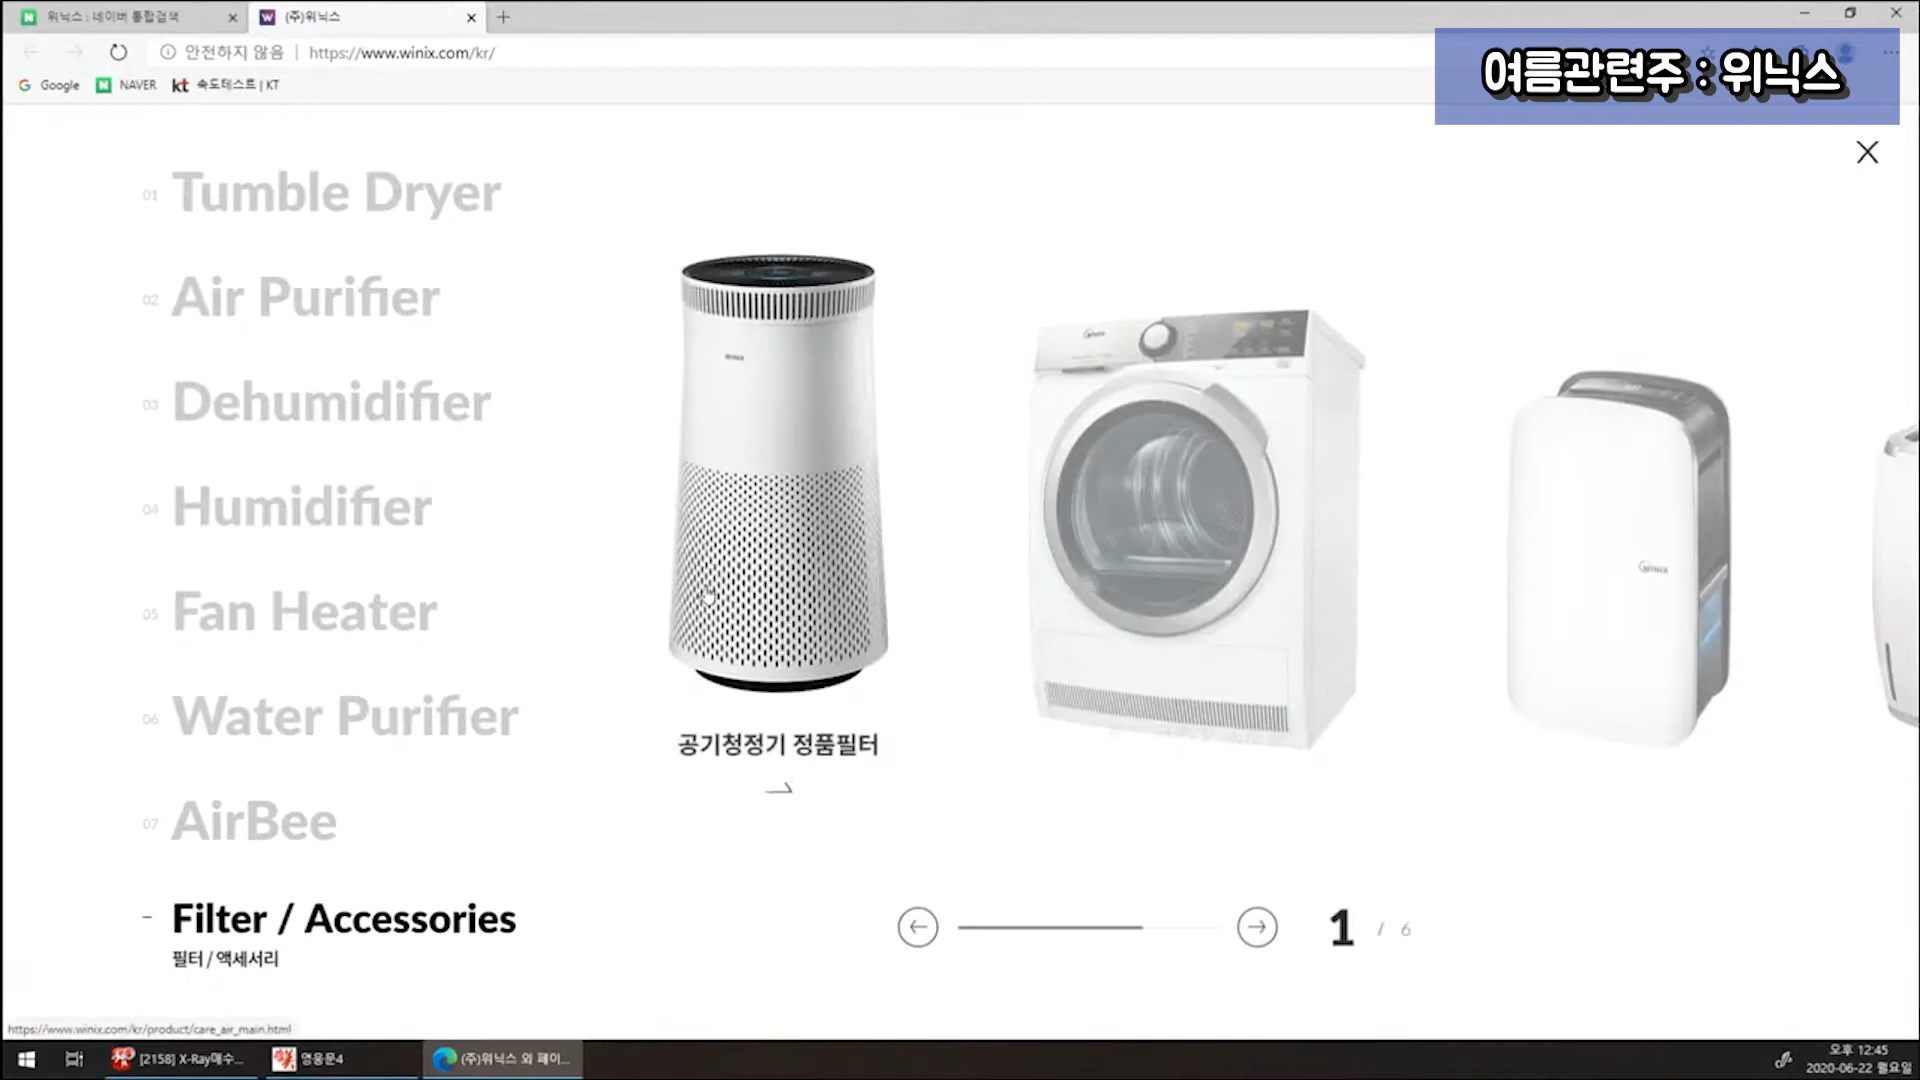 위닉스 : 네이버 통합검색
(주)위닉스
안전하지 않음 | https://www.winix.com/kr/
Google
NAVER
kt 속도테스트 | KT
여름관련주 : 위닉스
01 Tumble Dryer
02 Air Purifier
03 Dehumidifier
04 Humidifier
05 Fan Heater
06 Water Purifier
07 AirBee
- Filter / Accessories
필터 / 액세서리
WINIX
WINIX
WINIX
공기청정기 정품필터
1 / 6
https://www.winix.com/kr/product/care_air_main.html
[2158] X-Ray매수...
영웅문4
(주)위닉스 외 페이...
오후 12:45
2020-06-22 월요일